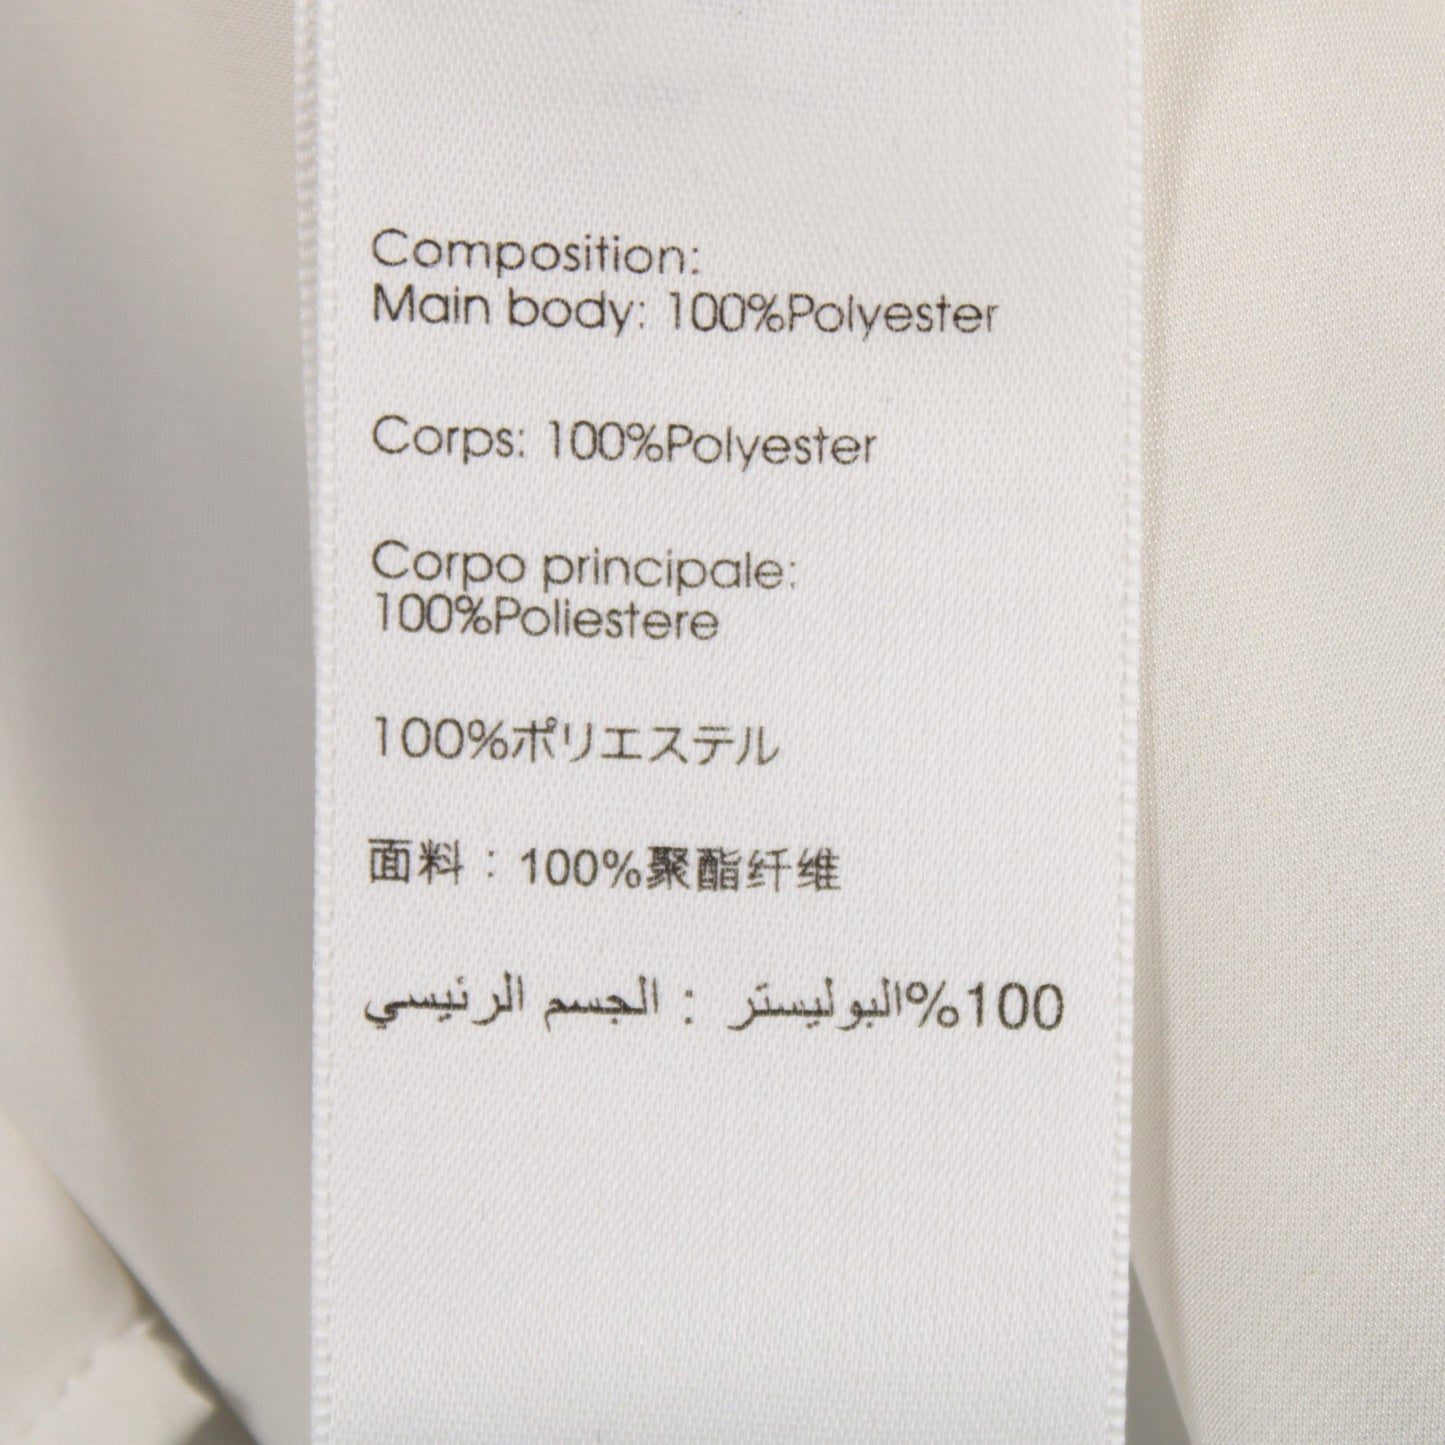 Composition:
Main body: 100%Polyester
Corps: 100%Polyester
Corpo principale:
100%Poliestere
100%ポリエステル
面料：100%聚酯纤维
100%البوليستر : الجسم الرئيسي